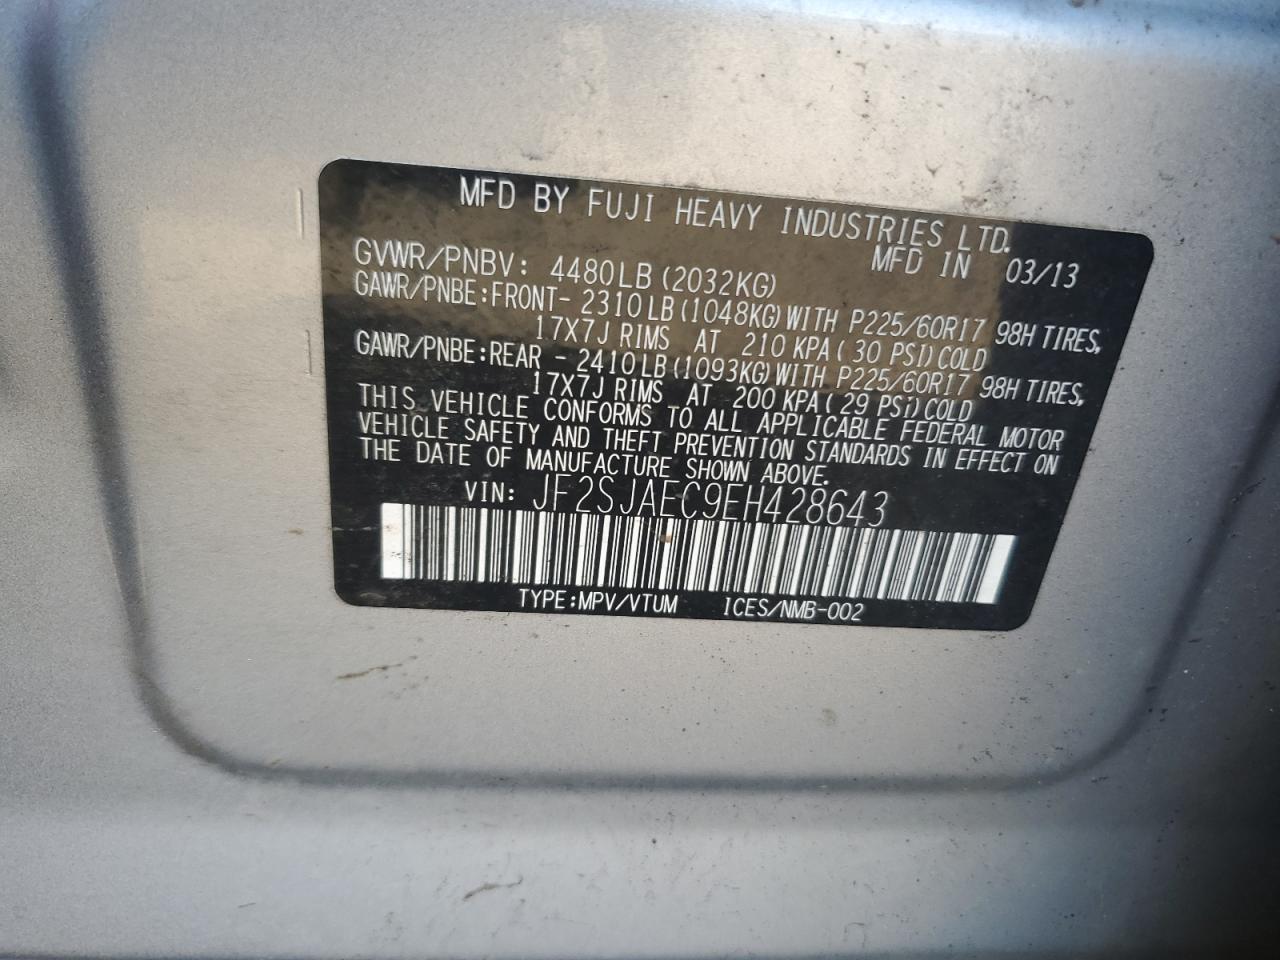 MFD BY FUJI HEAVY INDUSTRIES LTD.
MFD IN 03/13
GVWR/PNBV: 4480LB (2032KG)
GAWR/PNBE:FRONT- 2310LB(1048KG)WITH P225/60R17 98H TIRES,
17X7J RIMS AT 210 KPA( 30 PSi)COLD
GAWR/PNBE:REAR - 2410LB(1093KG)WITH P225/60R17 98H TIRES,
17X7J RIMS AT 200 KPA( 29 PSi)COLD
THIS VEHICLE CONFORMS TO ALL APPLICABLE FEDERAL MOTOR
VEHICLE SAFETY AND THEFT PREVENTION STANDARDS IN EFFECT ON
THE DATE OF MANUFACTURE SHOWN ABOVE.
VIN: JF2SJAEC9EH428643
TYPE:MPV/VTUM ICES/NMB-002